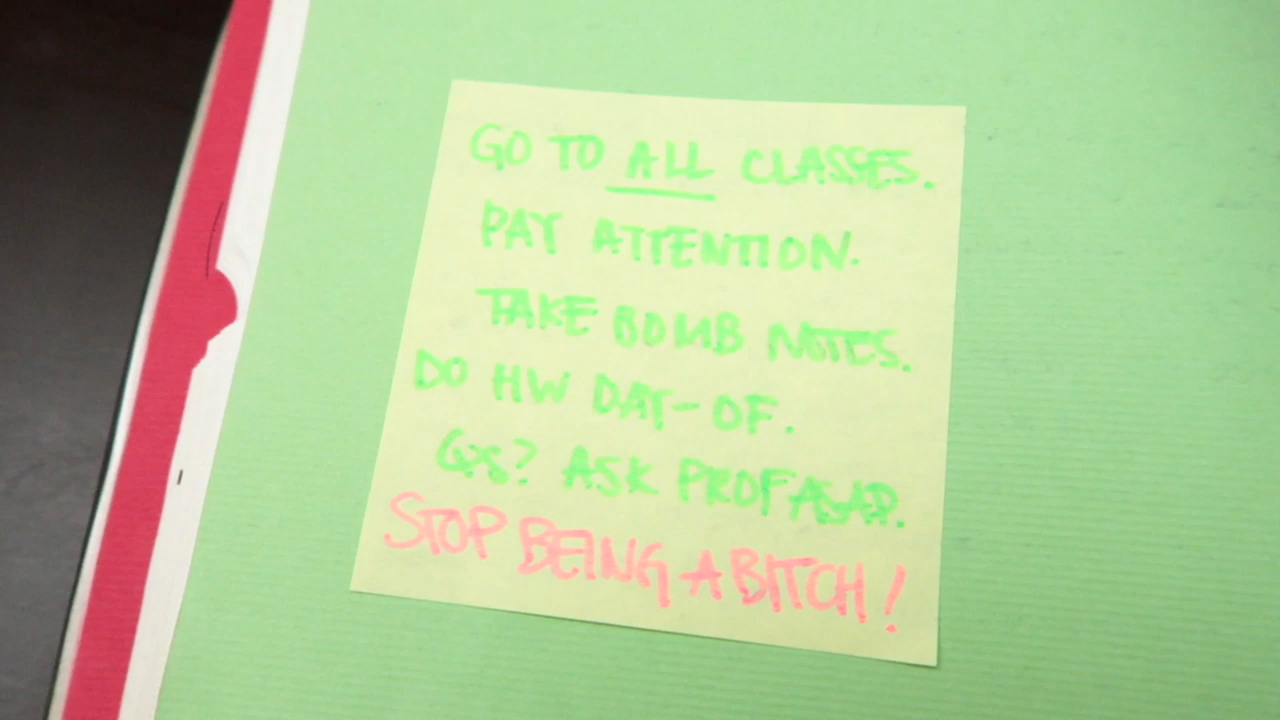 GO TO ALL CLASSES.
PAY ATTENTION.
TAKE BOMB NOTES.
DO HW DAY-OF.
QS? ASK PROF ASAP.
STOP BEING A BITCH!